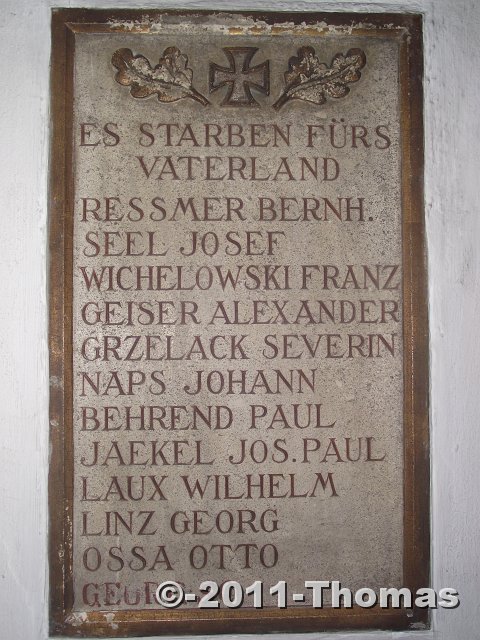 ES STARBEN FÜRS
VATERLAND
RESSMER BERNH.
SEEL JOSEF
WICHELOWSKI FRANZ
GEISER ALEXANDER
GRZELACK SEVERIN
NAPS JOHANN
BEHREND PAUL
JAEKEL JOS. PAUL
LAUX WILHELM
LINZ GEORG
OSSA OTTO
©-2011-Thomas